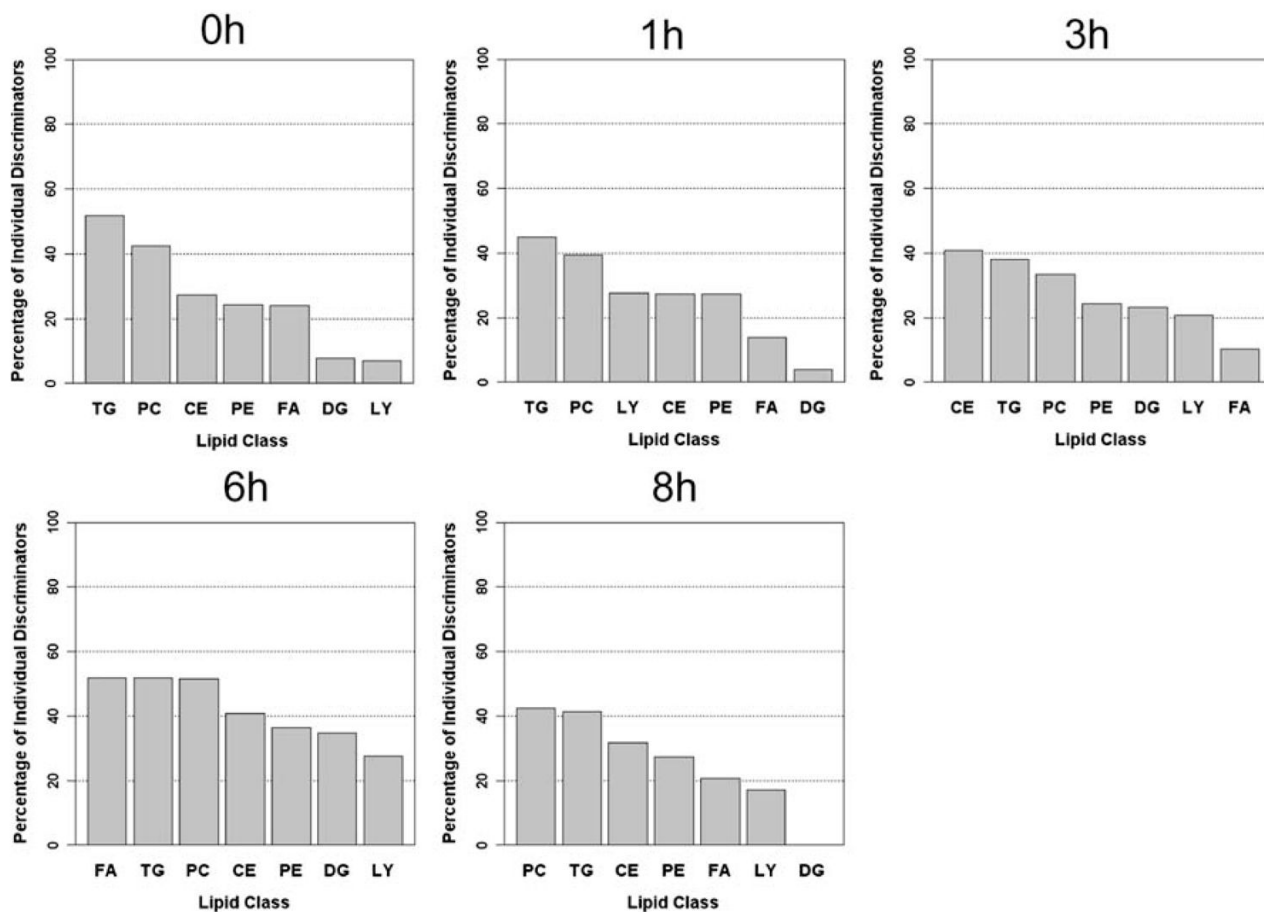 0h
Percentage of Individual Discriminators
100
80
60
40
20
0
TG PC CE PE FA DG LY
Lipid Class
1h
Percentage of Individual Discriminators
100
80
60
40
20
0
TG PC LY CE PE FA DG
Lipid Class
3h
Percentage of Individual Discriminators
100
80
60
40
20
0
CE TG PC PE DG LY FA
Lipid Class
6h
Percentage of Individual Discriminators
100
80
60
40
20
0
FA TG PC CE PE DG LY
Lipid Class
8h
Percentage of Individual Discriminators
100
80
60
40
20
0
PC TG CE PE FA LY DG
Lipid Class